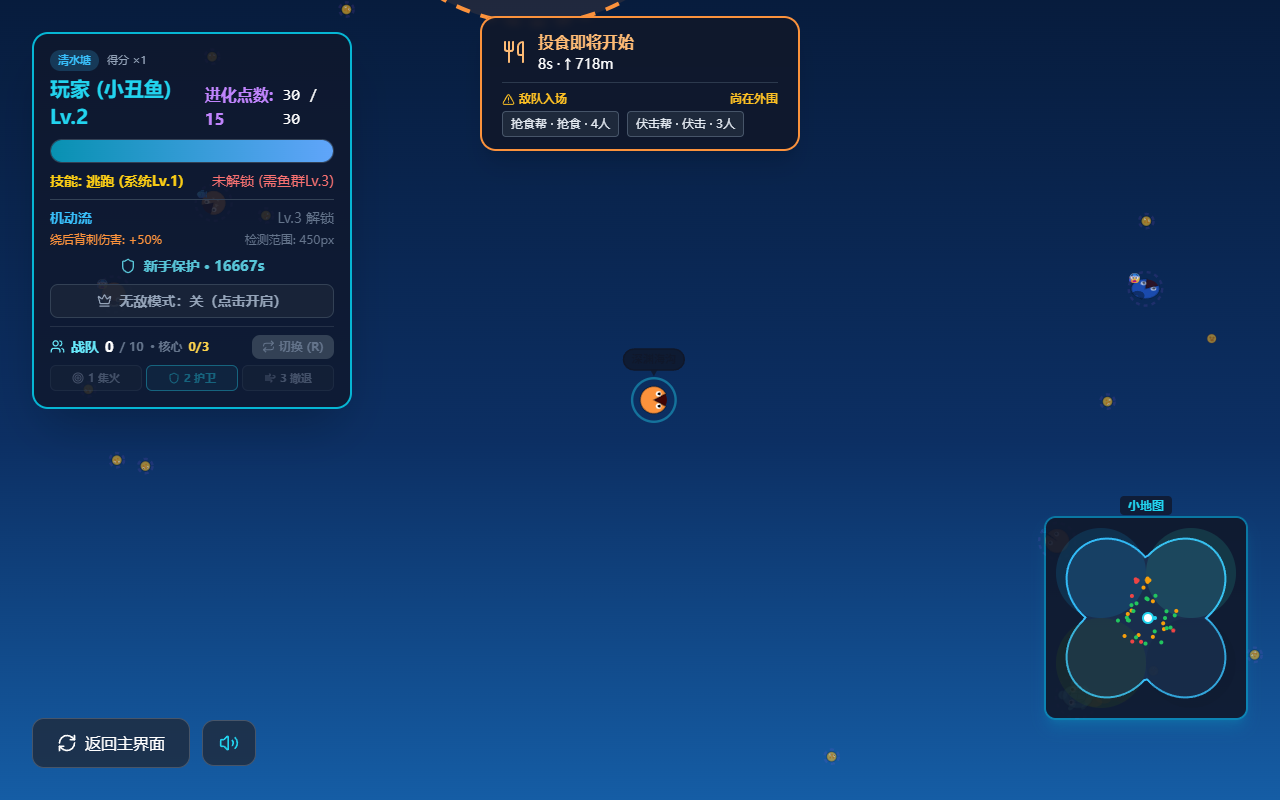 清水塘 得分 ×1
玩家 (小丑鱼) Lv.2
进化点数: 30 / 30
15
技能: 逃跑 (系统Lv.1) 未解锁 (需鱼群Lv.3)
机动流 Lv.3 解锁
绕后背刺伤害: +50% 检测范围: 450px
新手保护 • 16667s
无敌模式: 关 (点击开启)
战队 0 / 10 • 核心 0/3 切换 (R)
1 集火 2 护卫 3 撤退
投食即将开始
8s · ↑ 718m
敌队入场 尚在外围
抢食帮 · 抢食 · 4人 伏击帮 · 伏击 · 3人
小地图
返回主界面